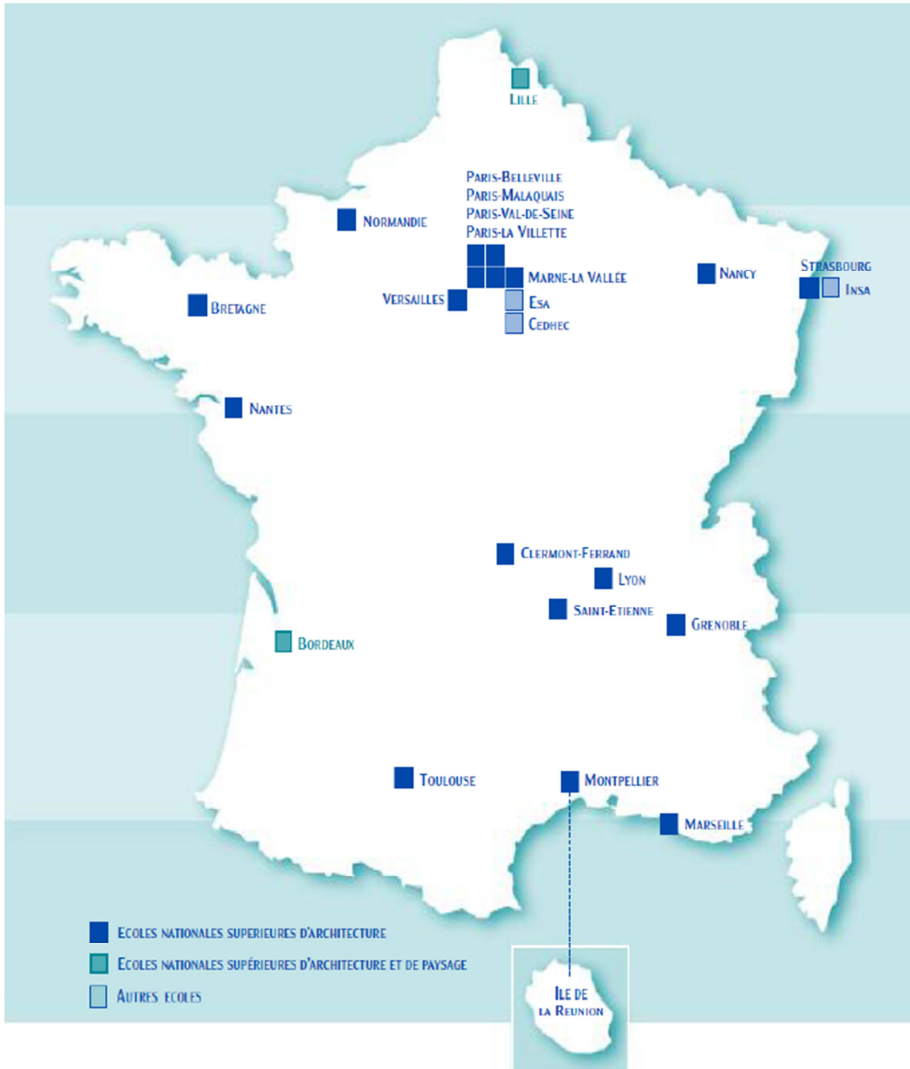 LILLE
PARIS-BELLEVILLE
PARIS-MALAQUAIS
PARIS-VAL-DE-SEINE
PARIS-LA VILLETTE
NORMANDIE
MARNE-LA VALLÉE
NANCY
STRASBOURG
INSA
VERSAILLES
ESA
BRETAGNE
CEDHEC
NANTES
CLERMONT-FERRAND
LYON
SAINT-ETIENNE
GRENOBLE
BORDEAUX
TOULOUSE
MONTPELLIER
MARSEILLE
ECOLES NATIONALES SUPERIEURES D'ARCHITECTURE
ECOLES NATIONALES SUPÉRIEURES D'ARCHITECTURE ET DE PAYSAGE
AUTRES ECOLES
ILE DE
LA REUNION